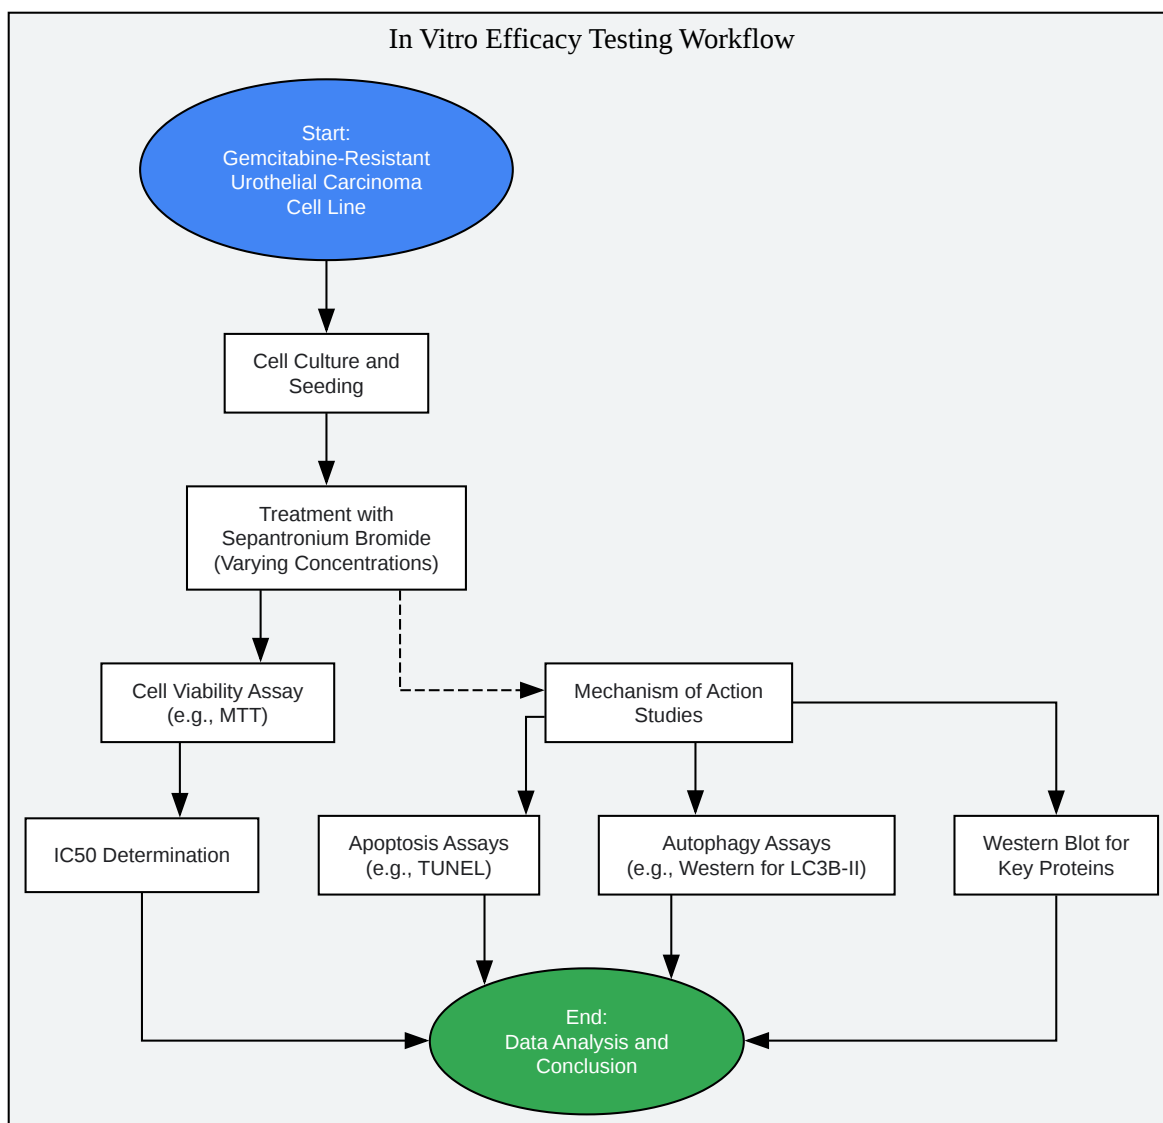 In Vitro Efficacy Testing Workflow
Start:
Gemcitabine-Resistant
Urothelial Carcinoma
Cell Line
Cell Culture and
Seeding
Treatment with
Sepantronium Bromide
(Varying Concentrations)
Cell Viability Assay
(e.g., MTT)
Mechanism of Action
Studies
IC50 Determination
Apoptosis Assays
(e.g., TUNEL)
Autophagy Assays
(e.g., Western for LC3B-II)
Western Blot for
Key Proteins
End:
Data Analysis and
Conclusion